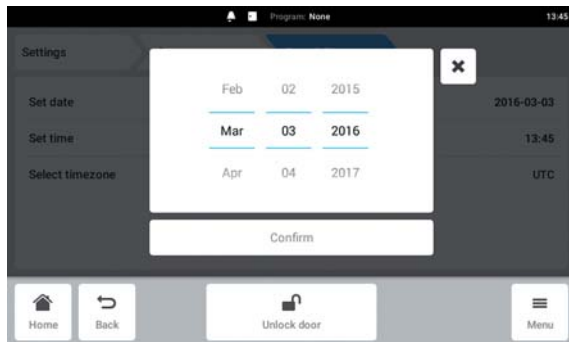 Program: None
13:45
Settings
Feb 02 2015
Set date
2016-03-03
Mar 03 2016
Set time
13:45
Apr 04 2017
Select timezone
UTC
Confirm
Home
Back
Unlock door
Menu